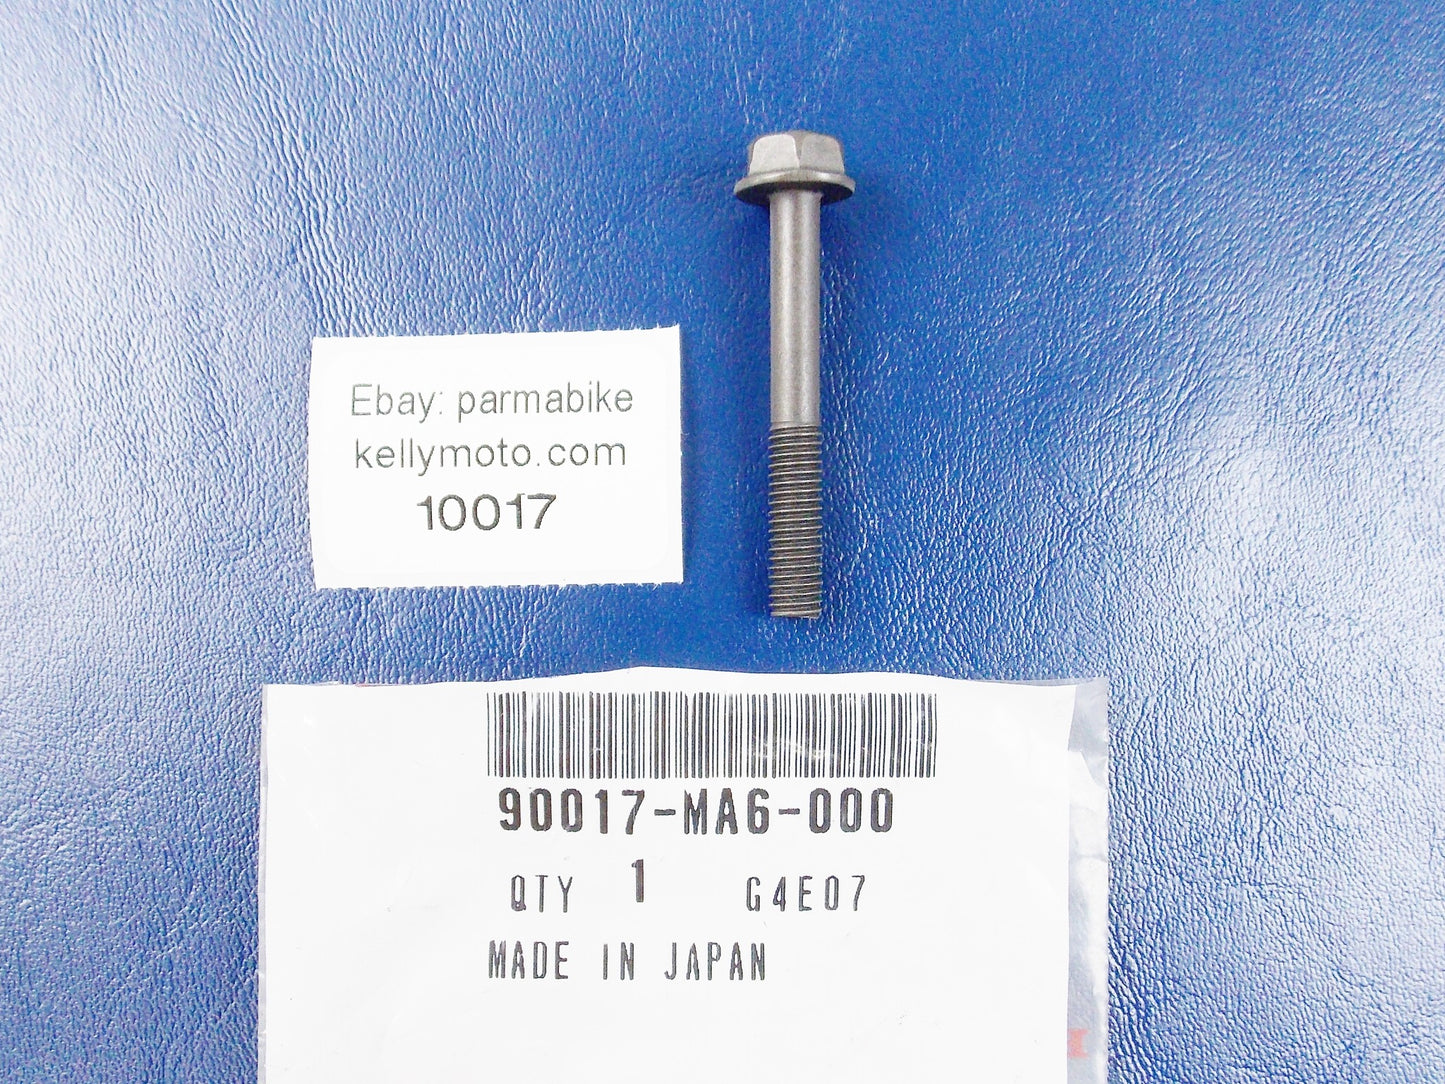 Ebay: parmabike
kellymoto.com
10017
90017-MA6-000
QTY 1 G4E07
MADE IN JAPAN